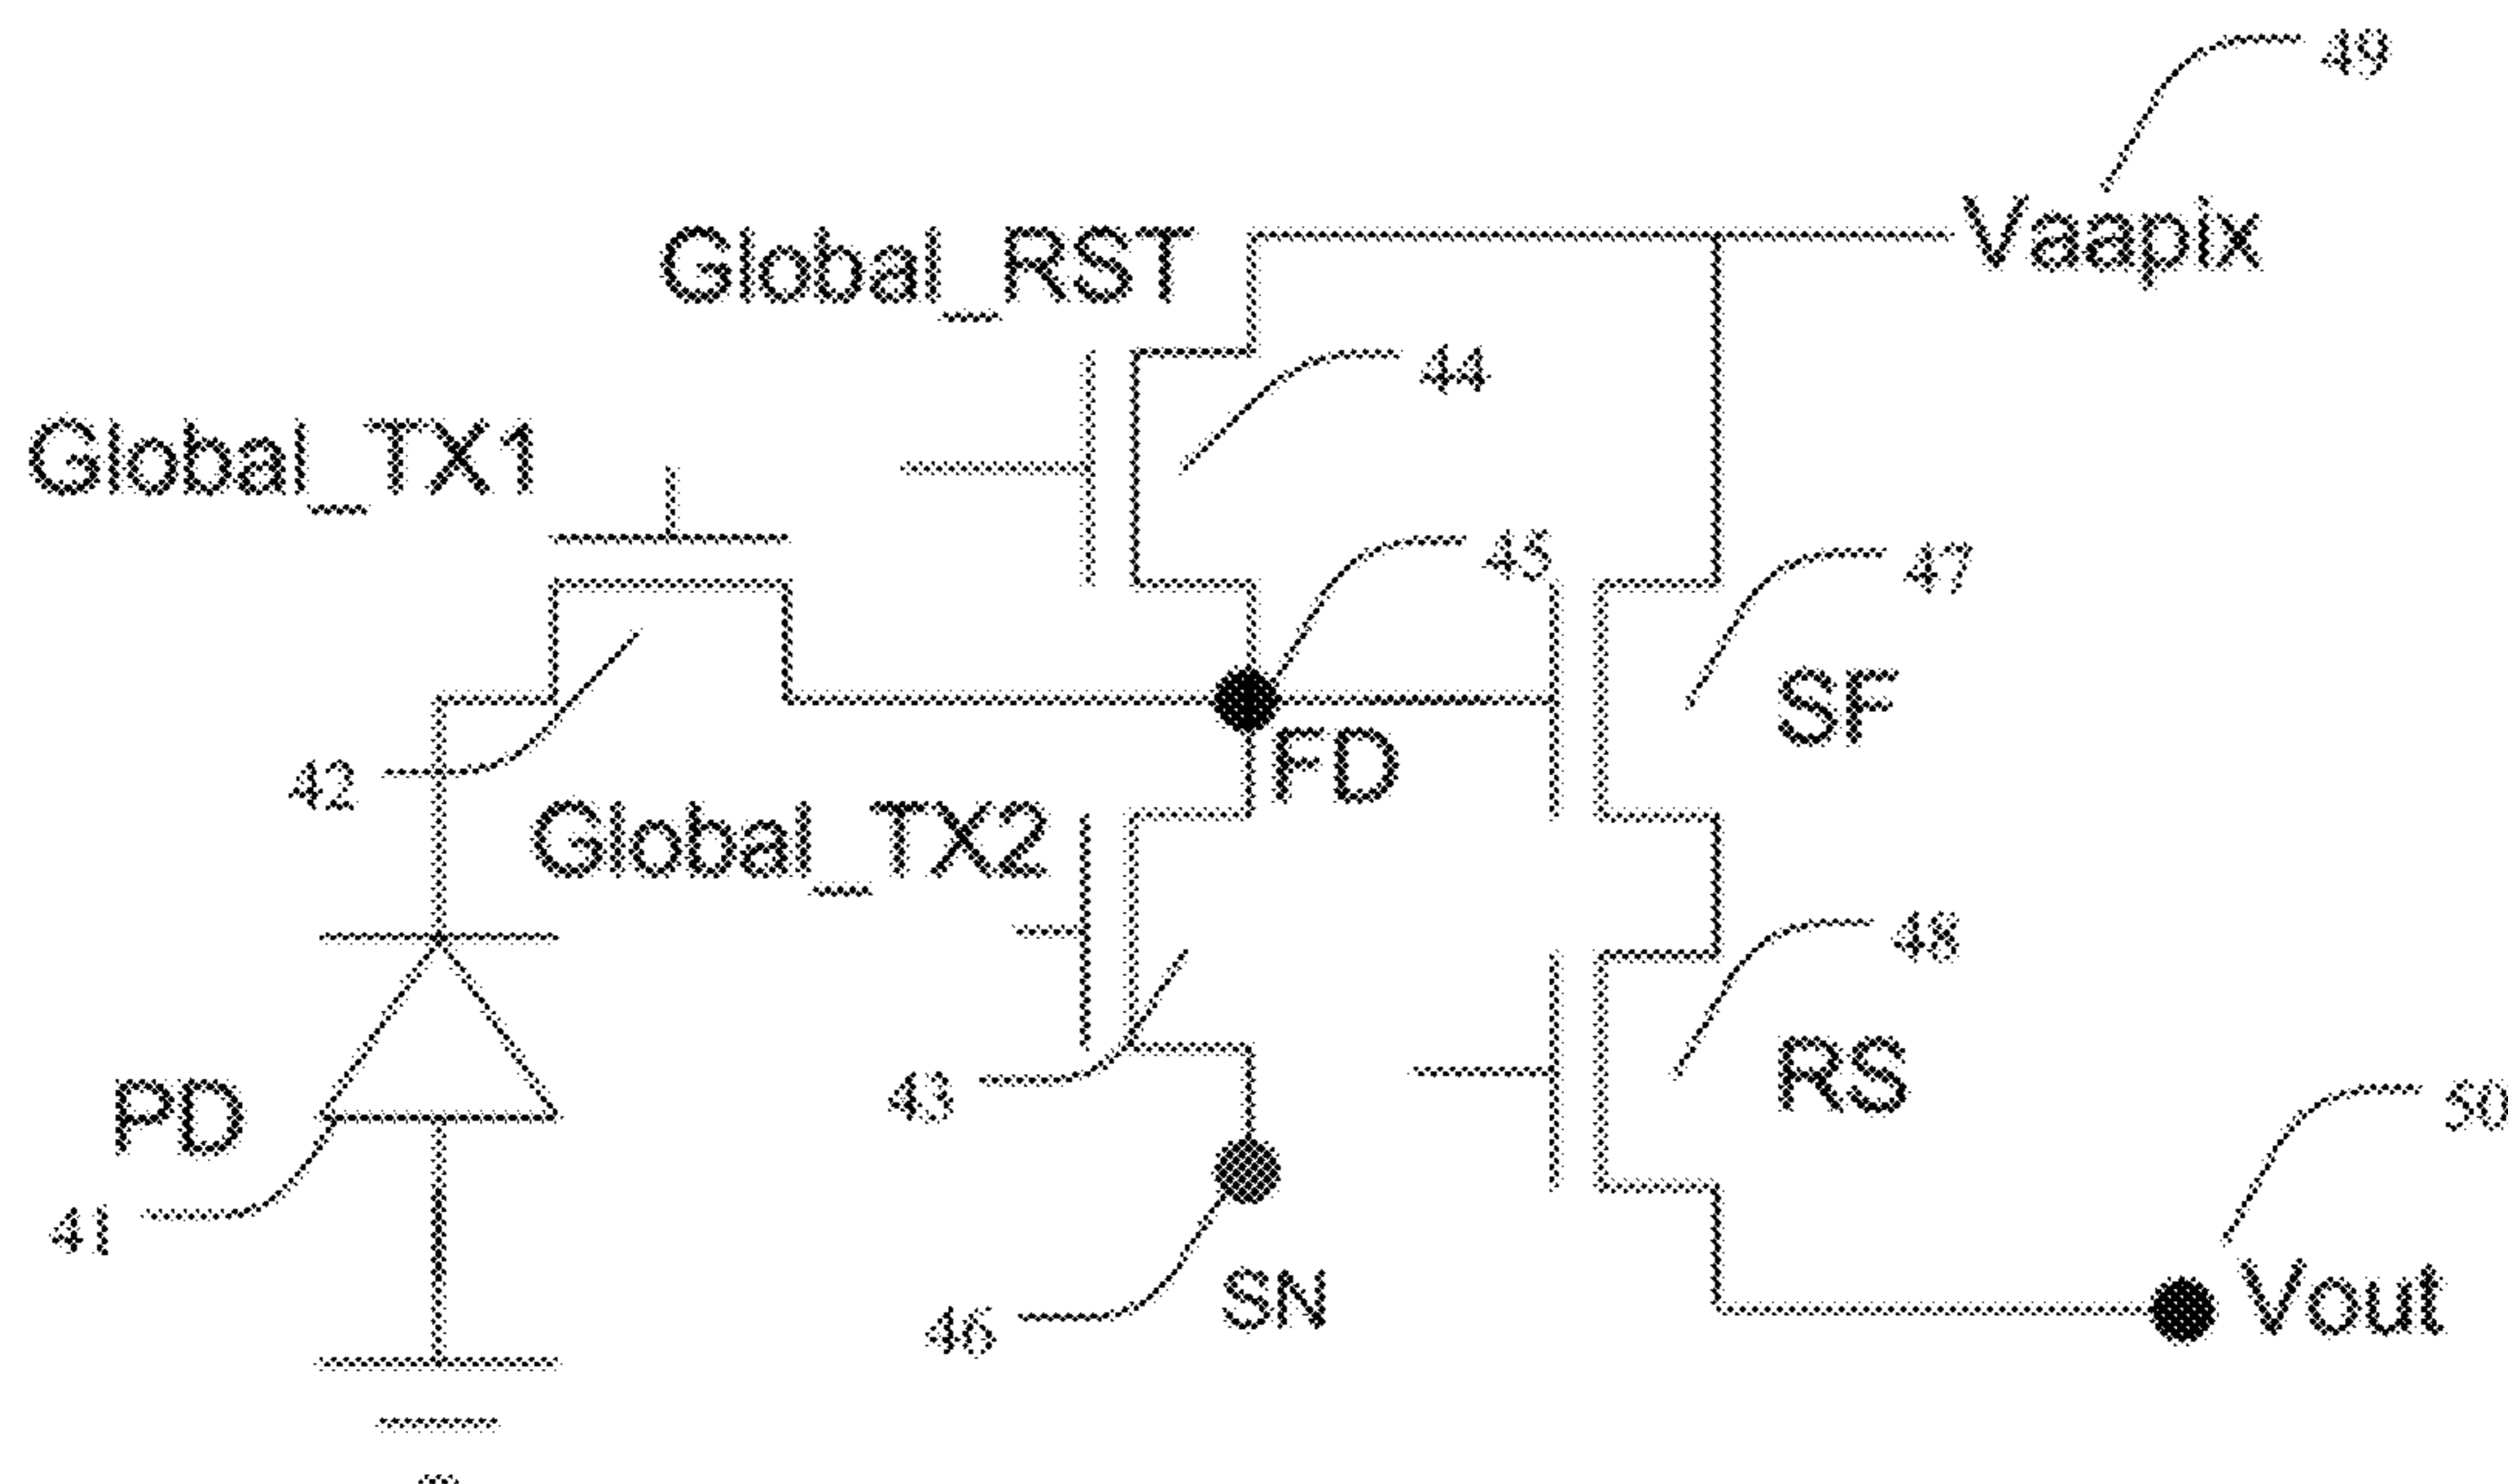 49
Vaapix
Global_RST
44
Global_TX1
45
47
SF
FD
42
Global_TX2
48
RS
43
PD
50
41
SN
46
Vout